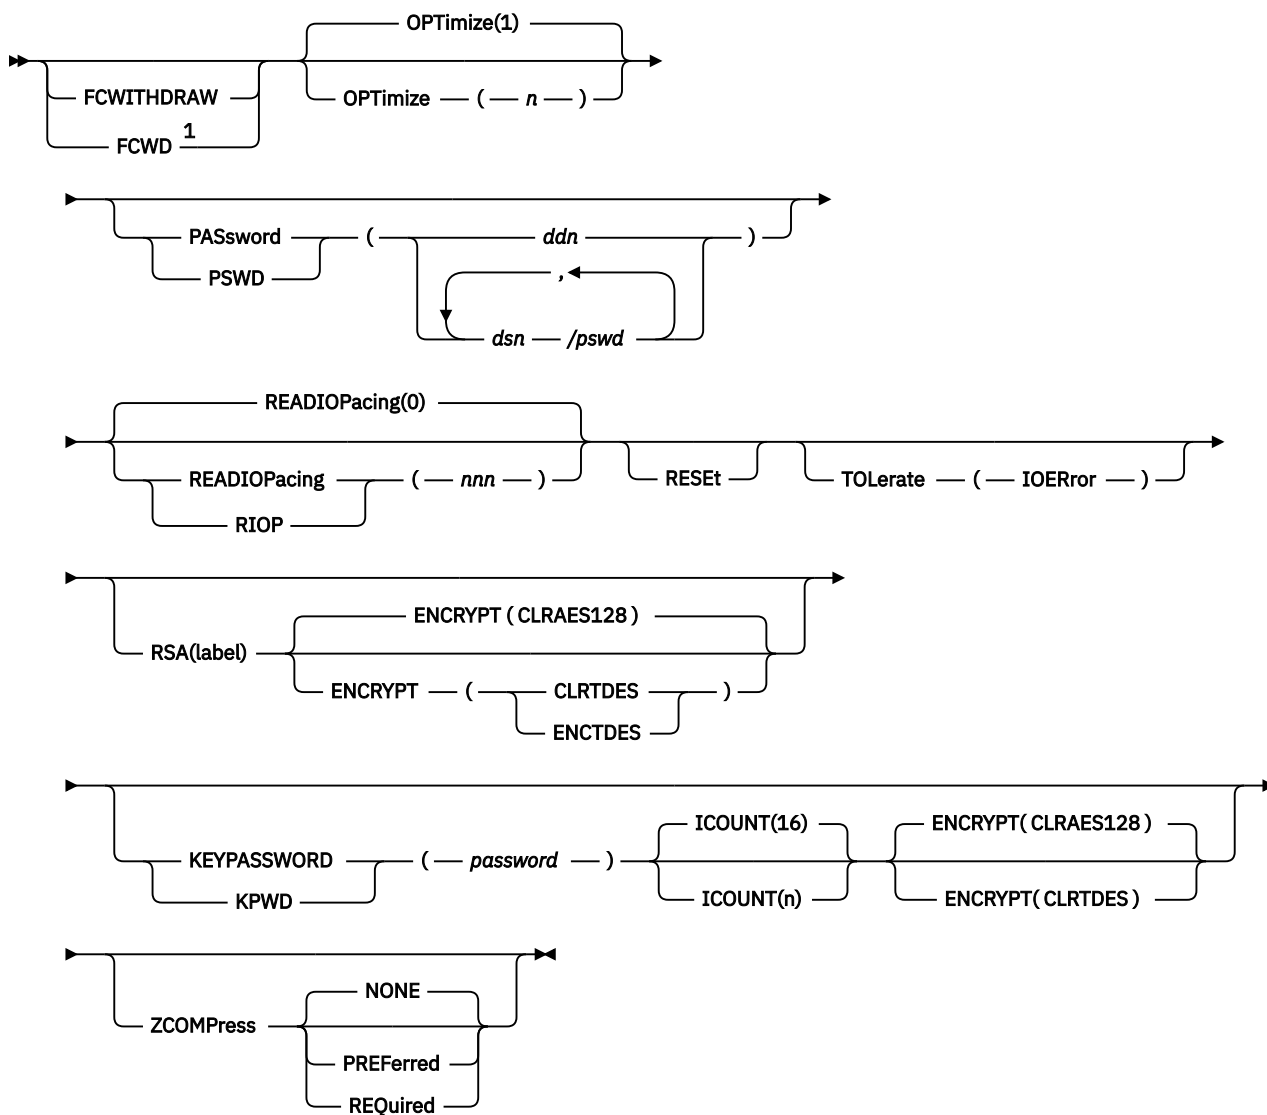 OPTimize(1)
FCWITHDRAW
OPTimize ( n )
FCWD 1
PASsword ( ddn )
PSWD
,
dsn /pswd
READIOPacing(0)
READIOPacing ( nnn )
RESEt
TOLerate ( IOERror )
RIOP
ENCRYPT ( CLRAES128 )
RSA(label)
ENCRYPT ( CLRTDES )
ENCTDES
ICOUNT(16) ENCRYPT( CLRAES128 )
KEYPASSWORD ( password )
KPWD
ICOUNT(n) ENCRYPT( CLRTDES )
NONE
ZCOMPress
PREFerred
REQuired